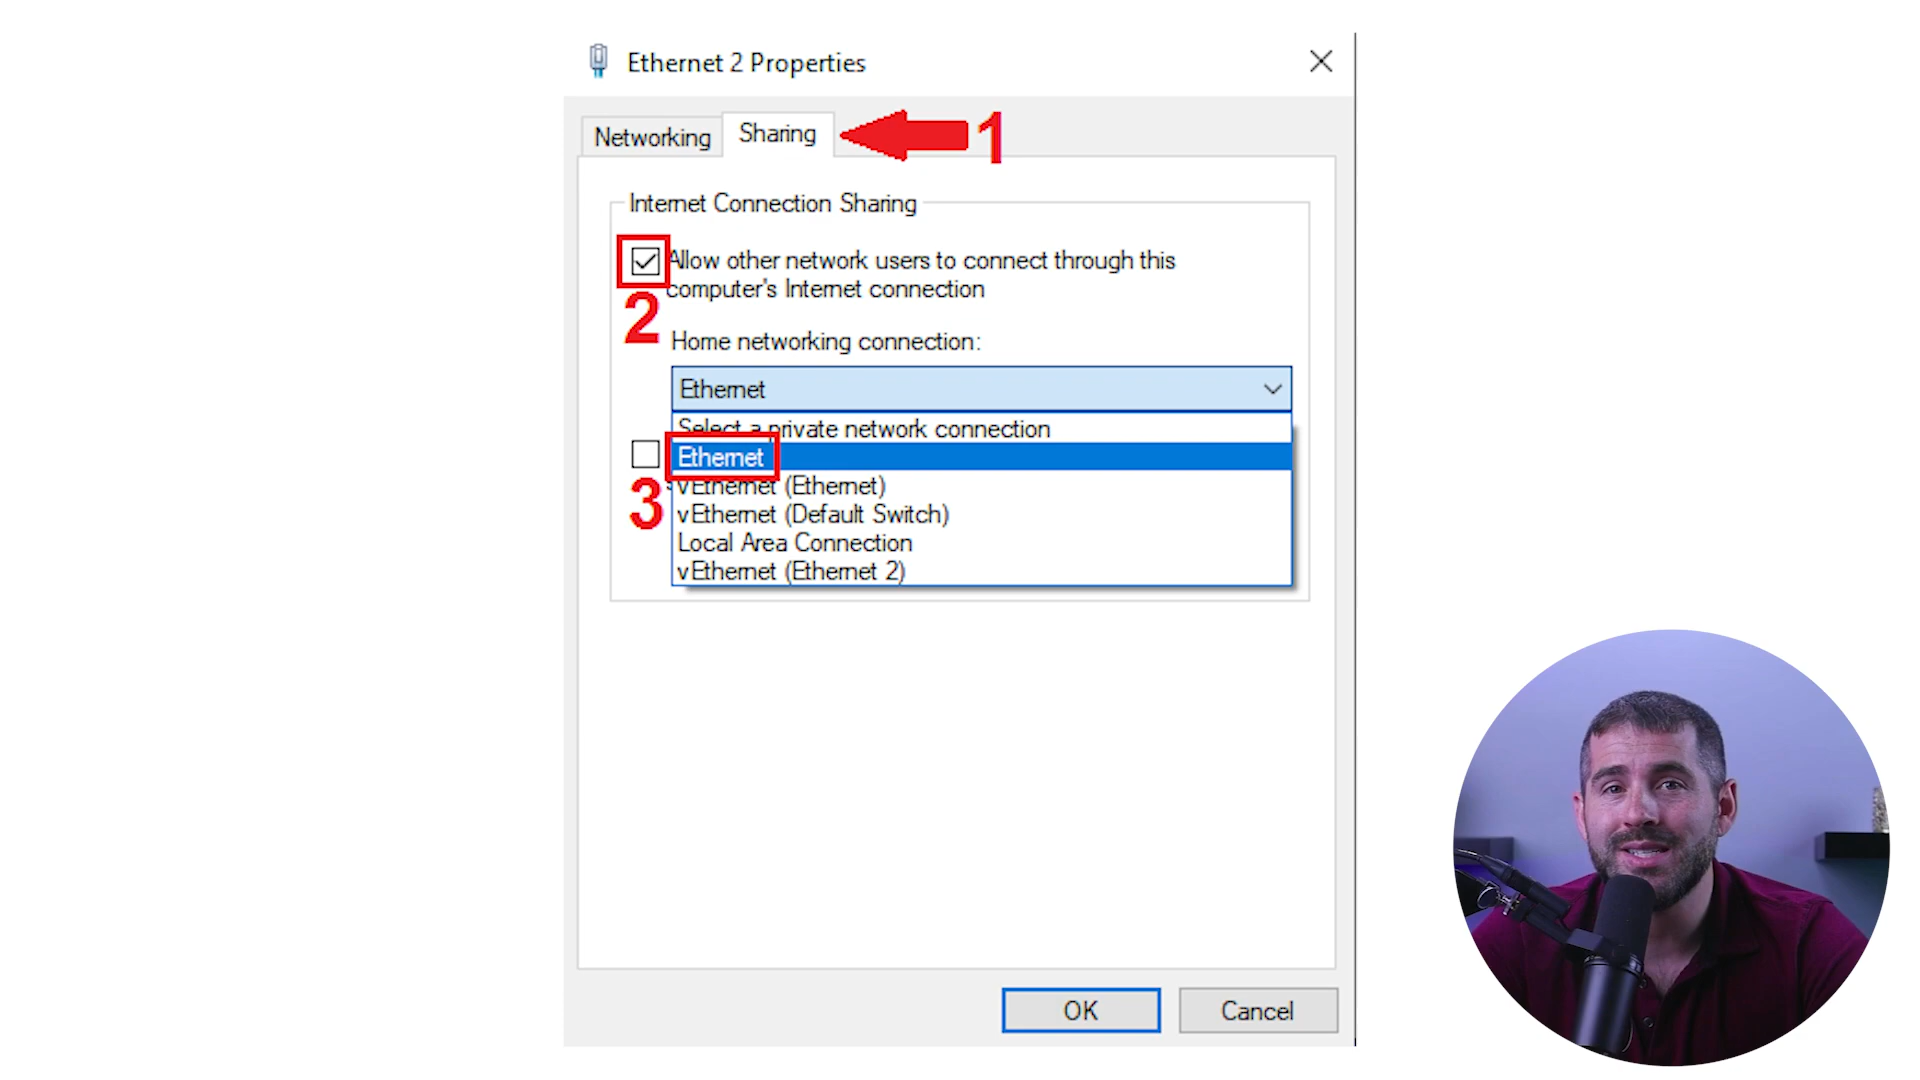 Ethernet 2 Properties
Networking
Sharing
1
Internet Connection Sharing
Allow other network users to connect through this
computer's Internet connection
2
Home networking connection:
Ethernet
Select a private network connection
Ethernet
3
vEthernet (Ethernet)
vEthernet (Default Switch)
Local Area Connection
vEthernet (Ethernet 2)
OK
Cancel